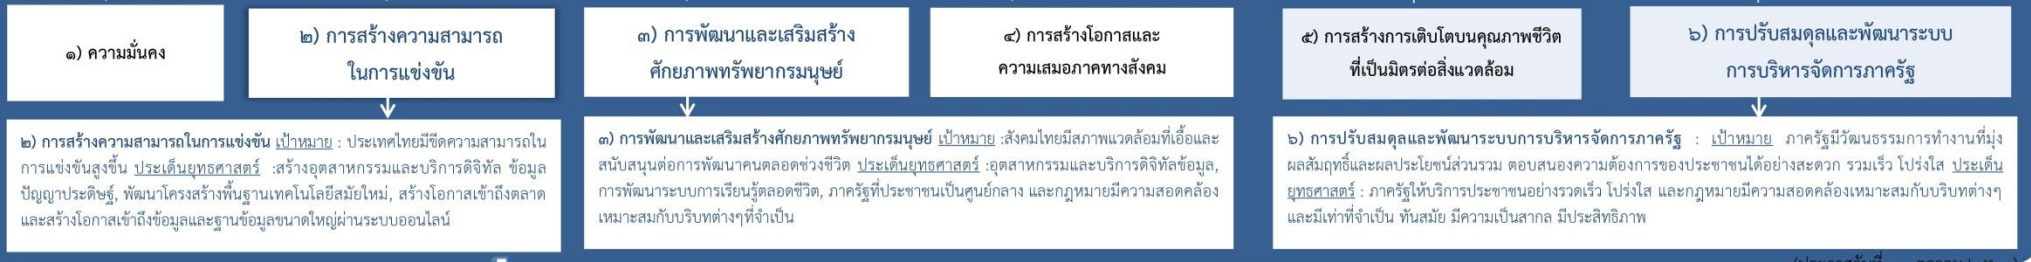 ๑) ความมั่นคง
๒) การสร้างความสามารถ
ในการแข่งขัน
๓) การพัฒนาและเสริมสร้าง
ศักยภาพทรัพยากรมนุษย์
๔) การสร้างโอกาสและ
ความเสมอภาคทางสังคม
๕) การสร้างการเติบโตบนคุณภาพชีวิต
ที่เป็นมิตรต่อสิ่งแวดล้อม
๖) การปรับสมดุลและพัฒนาระบบ
การบริหารจัดการภาครัฐ
๒) การสร้างความสามารถในการแข่งขัน เป้าหมาย : ประเทศไทยมีขีดความสามารถใน
การแข่งขันสูงขึ้น ประเด็นยุทธศาสตร์ :สร้างอุตสาหกรรมและบริการดิจิทัล ข้อมูล
ปัญญาประดิษฐ์, พัฒนาโครงสร้างพื้นฐานเทคโนโลยีสมัยใหม่, สร้างโอกาสเข้าถึงตลาด
และสร้างโอกาสเข้าถึงข้อมูลและฐานข้อมูลขนาดใหญ่ผ่านระบบออนไลน์
๓) การพัฒนาและเสริมสร้างศักยภาพทรัพยากรมนุษย์ เป้าหมาย :สังคมไทยมีสภาพแวดล้อมที่เอื้อและ
สนับสนุนต่อการพัฒนาคนตลอดช่วงชีวิต ประเด็นยุทธศาสตร์ :อุตสาหกรรมและบริการดิจิทัลข้อมูล,
การพัฒนาระบบการเรียนรู้ตลอดชีวิต, ภาครัฐที่ประชาชนเป็นศูนย์กลาง และกฎหมายมีความสอดคล้อง
เหมาะสมกับบริบทต่างๆที่จำเป็น
๖) การปรับสมดุลและพัฒนาระบบการบริหารจัดการภาครัฐ : เป้าหมาย ภาครัฐมีวัฒนธรรมการทำงานที่มุ่ง
ผลสัมฤทธิ์และผลประโยชน์ส่วนรวม ตอบสนองความต้องการของประชาชนได้อย่างสะดวก รวมเร็ว โปร่งใส ประเด็น
ยุทธศาสตร์ : ภาครัฐให้บริการประชาชนอย่างรวดเร็ว โปร่งใส และกฎหมายมีความสอดคล้องเหมาะสมกับบริบทต่างๆ
และมีเท่าที่จำเป็น ทันสมัย มีความเป็นสากล มีประสิทธิภาพ